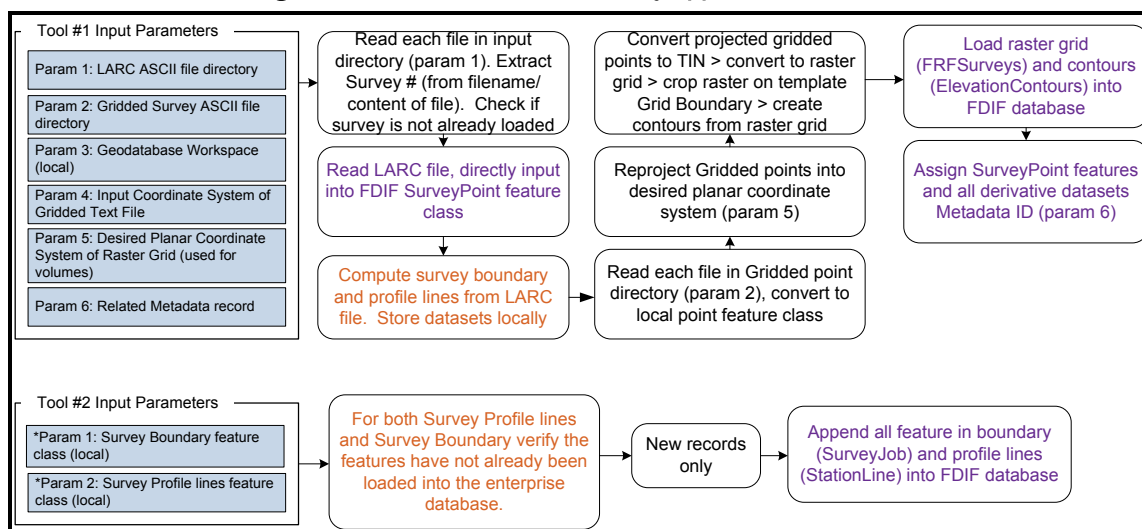 Tool #1 Input Parameters
Param 1: LARC ASCII file directory
Param 2: Gridded Survey ASCII file
directory
Param 3: Geodatabase Workspace
(local)
Param 4: Input Coordinate System of
Gridded Text File
Param 5: Desired Planar Coordinate
System of Raster Grid (used for
volumes)
Param 6: Related Metadata record
Read each file in input
directory (param 1). Extract
Survey # (from filename/
content of file). Check if
survey is not already loaded
Read LARC file, directly input
into FDIF SurveyPoint feature
class
Compute survey boundary
and profile lines from LARC
file. Store datasets locally
Convert projected gridded
points to TIN > convert to raster
grid > crop raster on template
Grid Boundary > create
contours from raster grid
Reproject Gridded points into
desired planar coordinate
system (param 5)
Read each file in Gridded point
directory (param 2), convert to
local point feature class
Load raster grid
(FRFSurveys) and contours
(ElevationContours) into
FDIF database
Assign SurveyPoint features
and all derivative datasets
Metadata ID (param 6)
Tool #2 Input Parameters
*Param 1: Survey Boundary feature
class (local)
*Param 2: Survey Profile lines feature
class (local)
For both Survey Profile lines
and Survey Boundary verify the
features have not already been
loaded into the enterprise
database.
New records
only
Append all feature in boundary
(SurveyJob) and profile lines
(StationLine) into FDIF database